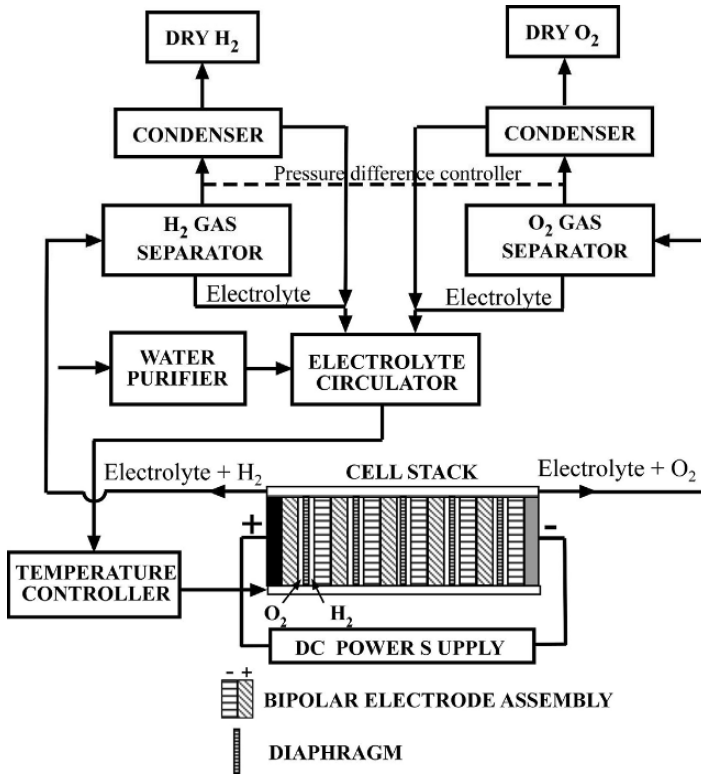 DRY H2
DRY O2
CONDENSER
CONDENSER
Pressure difference controller
H2 GAS
SEPARATOR
O2 GAS
SEPARATOR
Electrolyte
Electrolyte
WATER
PURIFIER
ELECTROLYTE
CIRCULATOR
Electrolyte + H2
CELL STACK
Electrolyte + O2
+
-
TEMPERATURE
CONTROLLER
O2
H2
DC POWER S UPPLY
- +
BIPOLAR ELECTRODE ASSEMBLY
DIAPHRAGM